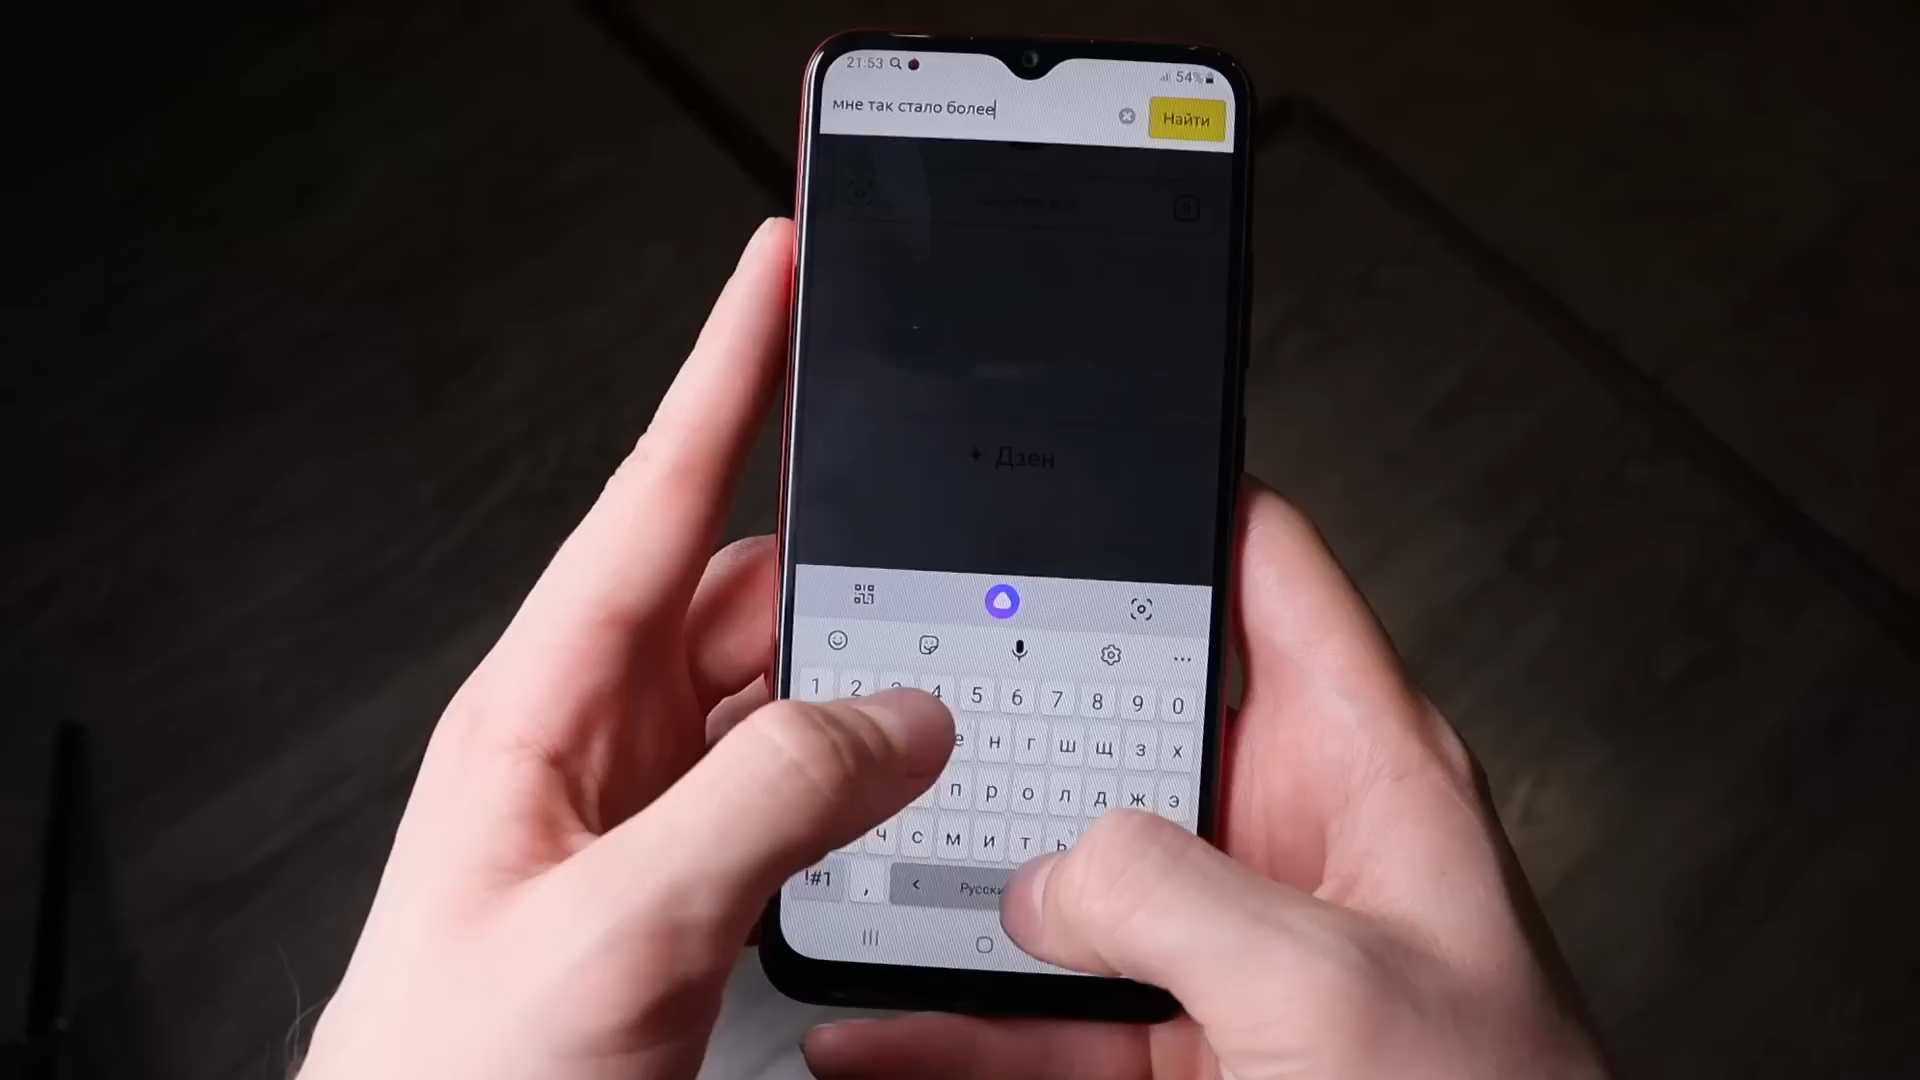 21:53
54%
мне так стало более
Найти
Дзен
1 2 4 5 6 7 8 9 0
е н г ш щ з х
п р о л д ж э
ч с м и т ь
!#1 , < Русски